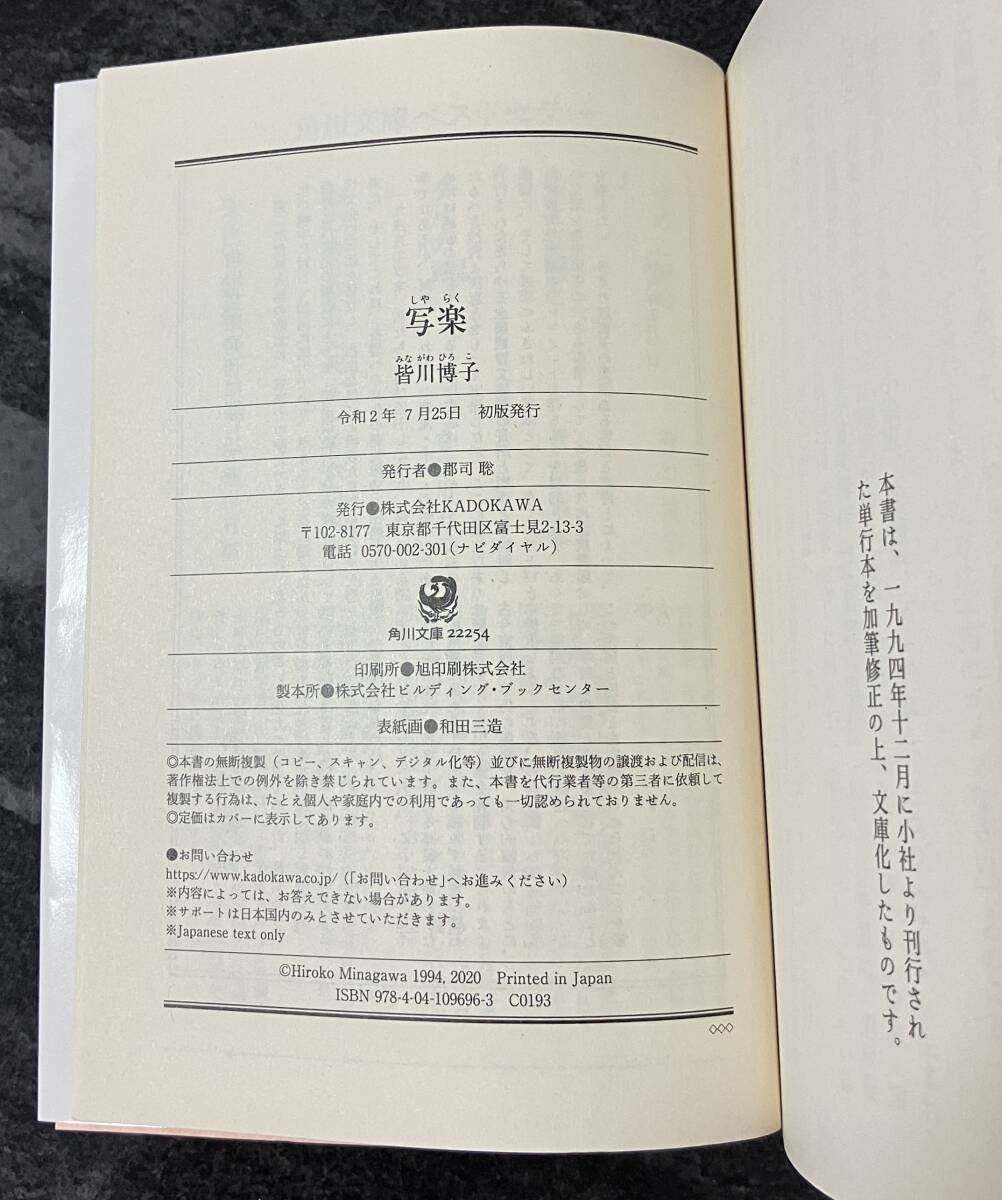 本書は、一九九四年十二月に小社より刊行され
た単行本を加筆修正の上、文庫化したものです。
しや らく
写楽
みな がわ ひろ こ
皆川博子
令和2年 7月25日 初版発行
発行者●郡司 聡
発行●株式会社KADOKAWA
〒102-8177 東京都千代田区富士見2-13-3
電話 0570-002-301(ナビダイヤル)
角川文庫 22254
印刷所●旭印刷株式会社
製本所●株式会社ビルディング・ブックセンター
表紙画●和田三造
◎本書の無断複製(コピー、スキャン、デジタル化等)並びに無断複製物の譲渡および配信は、
著作権法上での例外を除き禁じられています。また、本書を代行業者等の第三者に依頼して
複製する行為は、たとえ個人や家庭内での利用であっても一切認められておりません。
◎定価はカバーに表示してあります。
●お問い合わせ
https://www.kadokawa.co.jp/ (「お問い合わせ」へお進みください)
※内容によっては、お答えできない場合があります。
※サポートは日本国内のみとさせていただきます。
※Japanese text only
©Hiroko Minagawa 1994, 2020 Printed in Japan
ISBN 978-4-04-109696-3 C0193
◇◇◇